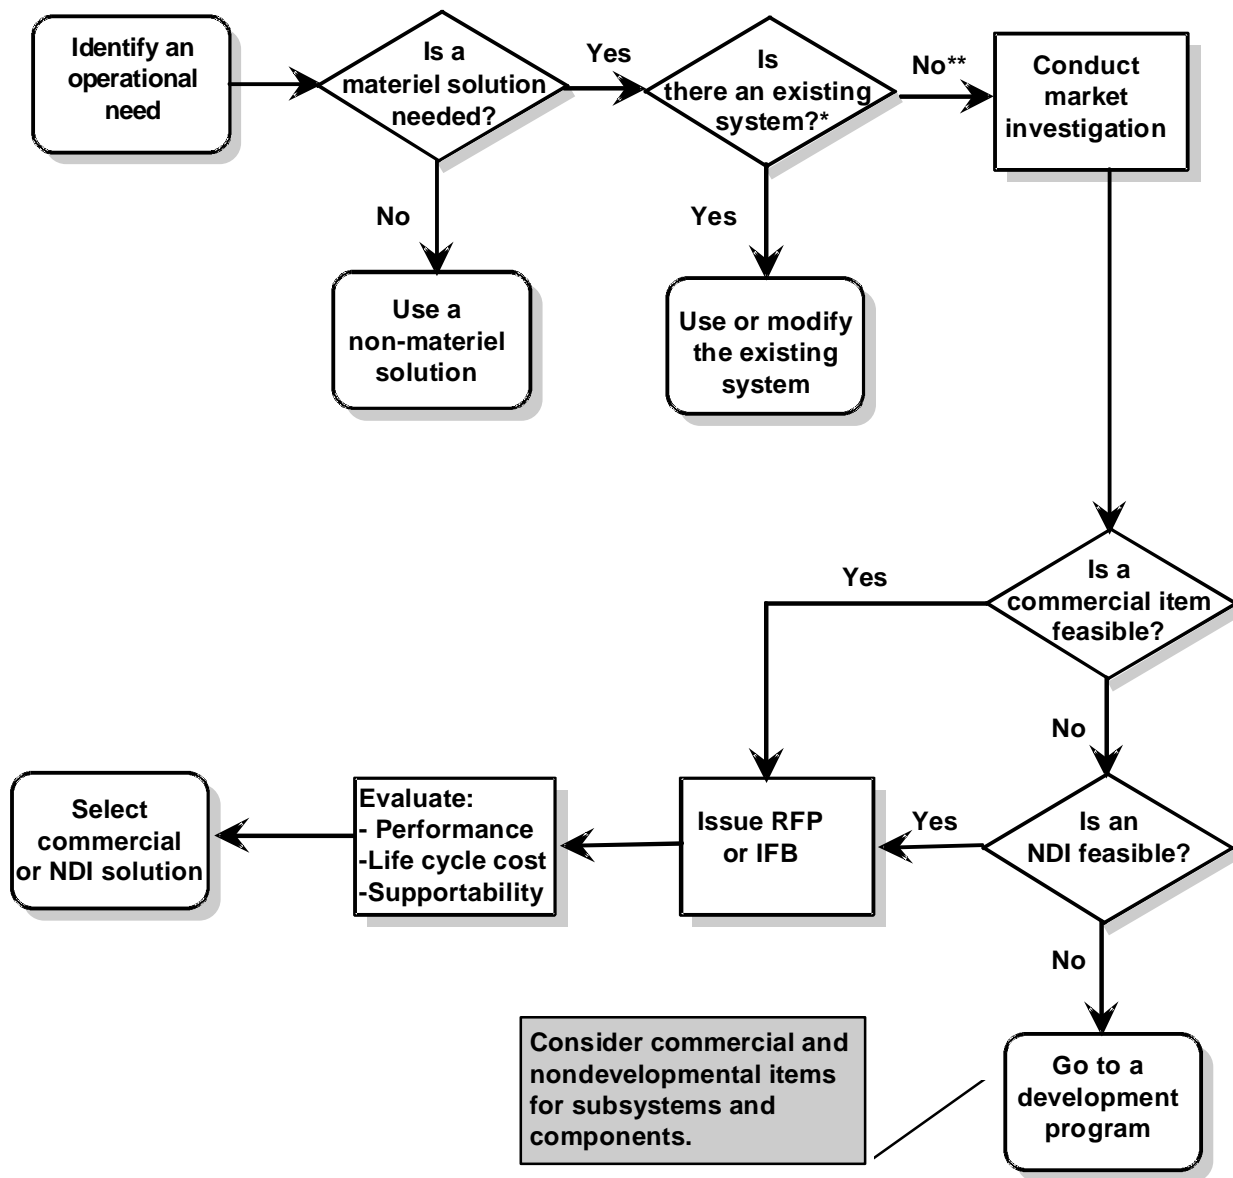 Identify an
operational
need
Is a
materiel solution
needed?
Yes
Is
there an existing
system?*
No**
Conduct
market
investigation
No
Yes
Use a
non-materiel
solution
Use or modify
the existing
system
Yes
Is a
commercial item
feasible?
No
Select
commercial
or NDI solution
Evaluate:
- Performance
-Life cycle cost
-Supportability
Issue RFP
or IFB
Yes
Is an
NDI feasible?
No
Consider commercial and
nondevelopmental items
for subsystems and
components.
Go to a
development
program